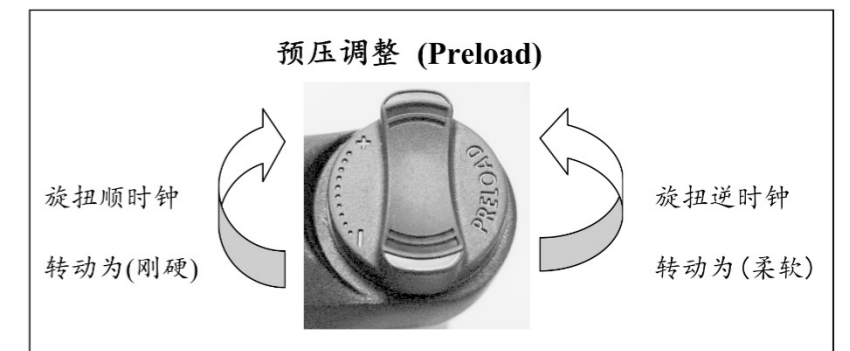 预压调整 (Preload)
旋扭顺时钟
转动为(刚硬)
+
PRELOAD
−
旋扭逆时钟
转动为(柔软)